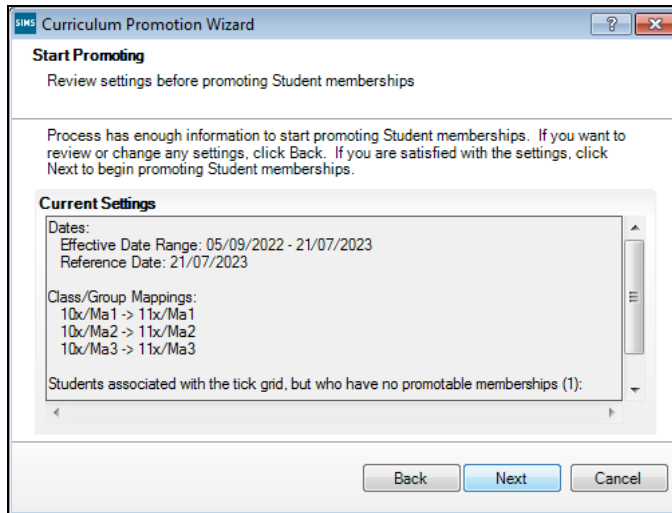 SIMS Curriculum Promotion Wizard
Start Promoting
Review settings before promoting Student memberships
Process has enough information to start promoting Student memberships. If you want to
review or change any settings, click Back. If you are satisfied with the settings, click
Next to begin promoting Student memberships.
Current Settings
Dates:
Effective Date Range: 05/09/2022 - 21/07/2023
Reference Date: 21/07/2023
Class/Group Mappings:
10x/Ma1 -> 11x/Ma1
10x/Ma2 -> 11x/Ma2
10x/Ma3 -> 11x/Ma3
Students associated with the tick grid, but who have no promotable memberships (1):
Back Next Cancel